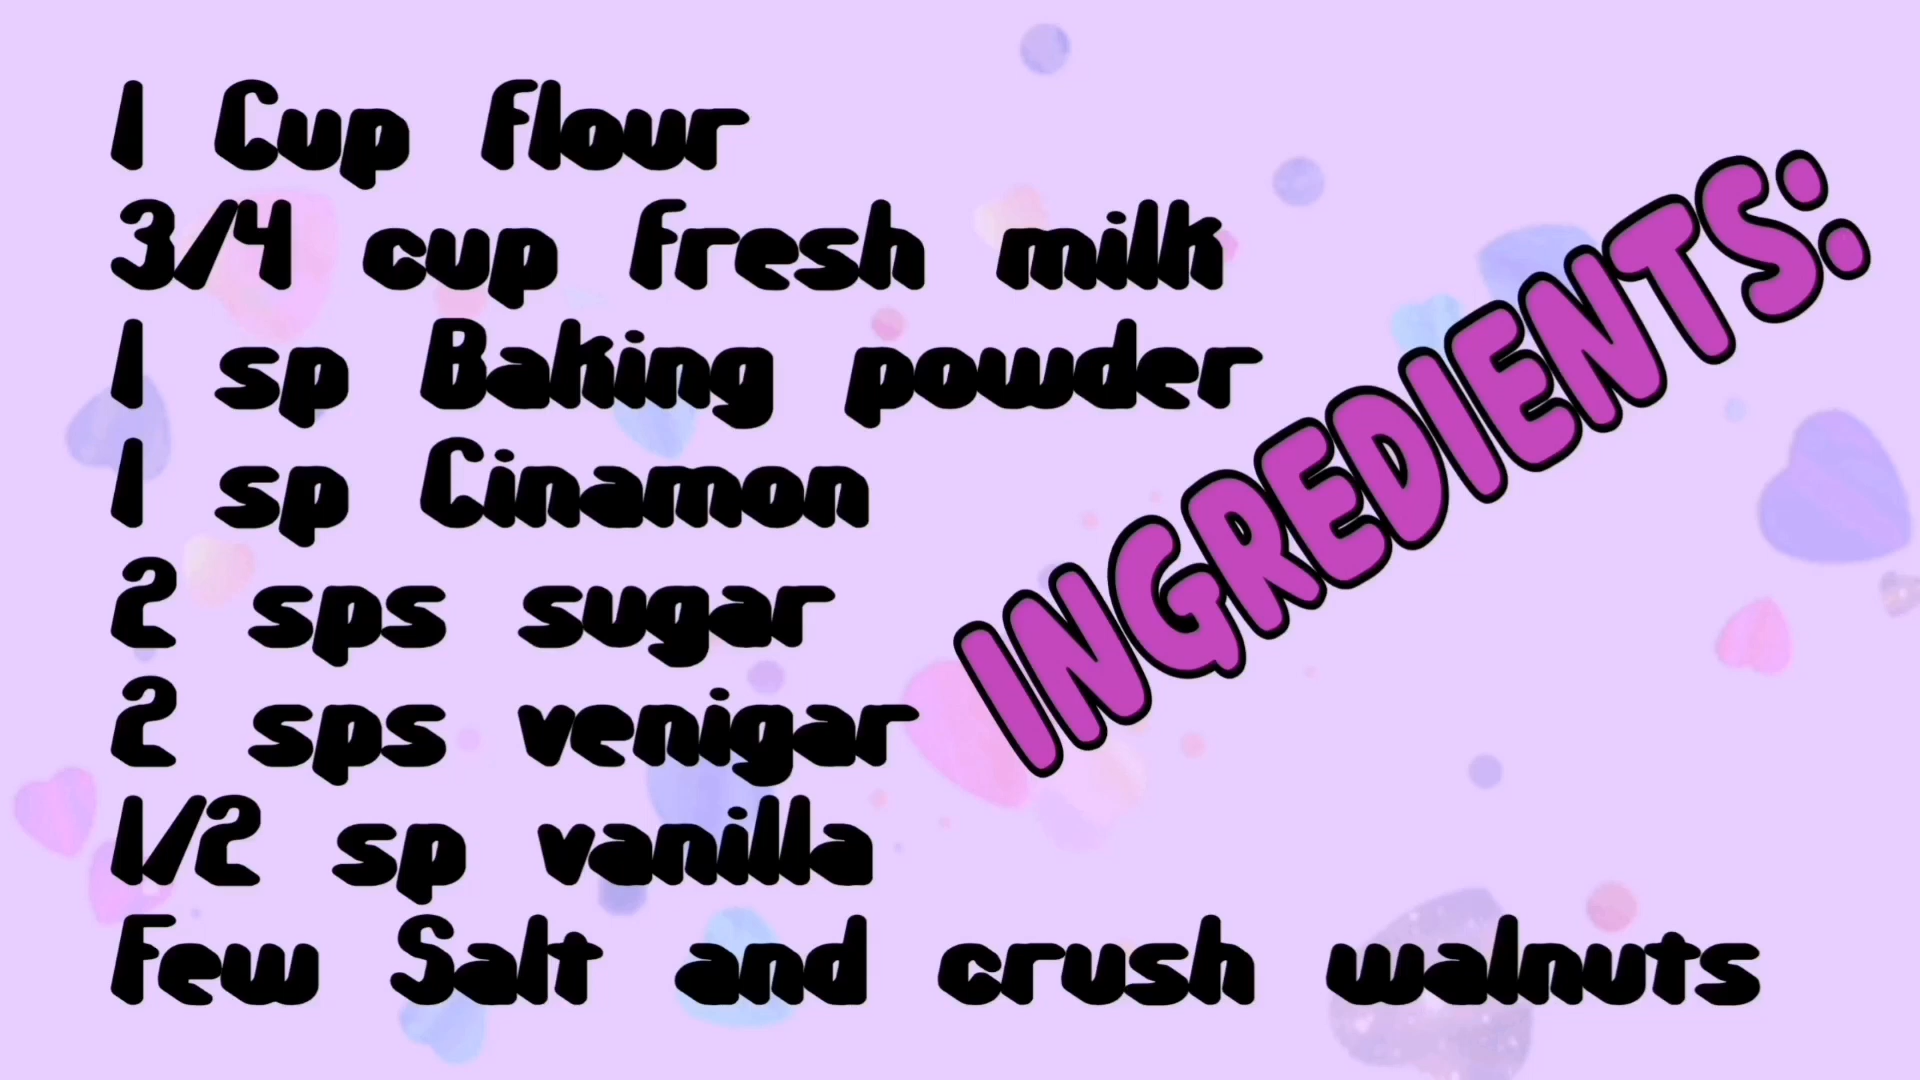 INGREDIENTS:
1 Cup flour
3/4 cup fresh milk
1 sp Baking powder
1 sp Cinamon
2 sps sugar
2 sps venigar
1/2 sp vanilla
Few Salt and crush walnuts